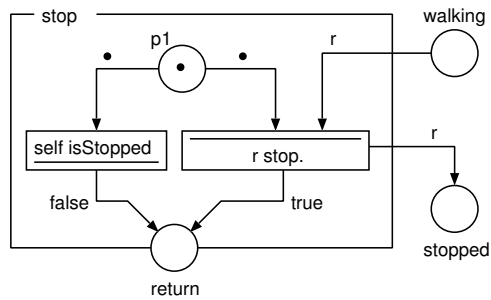 stop
walking
p1
r
self isStopped
r stop.
r
false
true
stopped
return